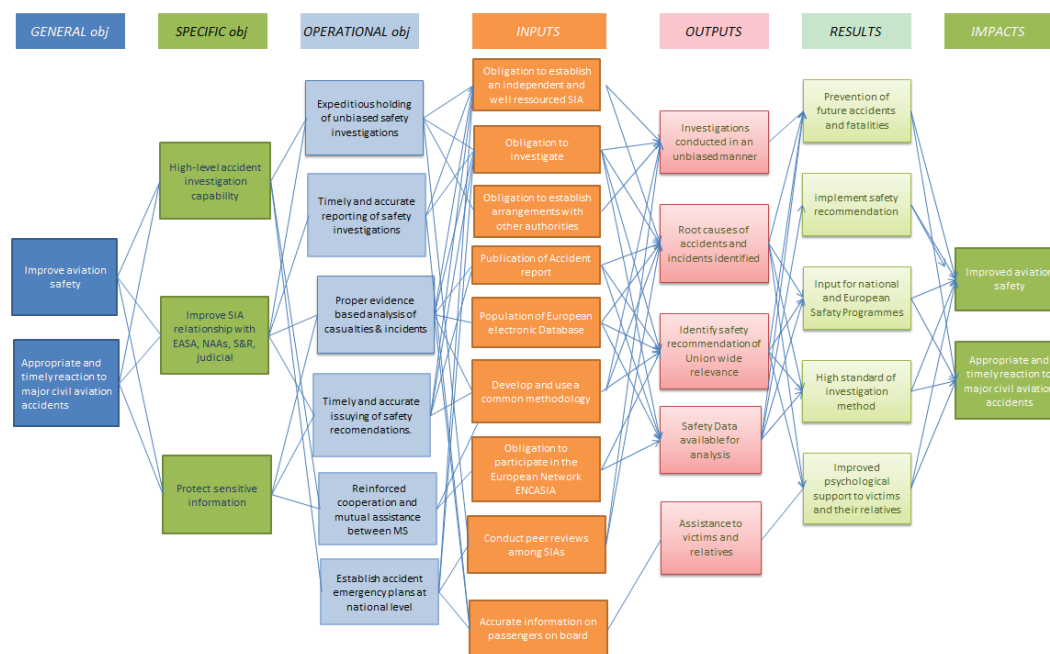 GENERAL obj
SPECIFIC obj
OPERATIONAL obj
INPUTS
OUTPUTS
RESULTS
IMPACTS
Improve aviation
safety
Appropriate and
timely reaction to
major civil aviation
accidents
High-level accident
investigation
capability
Improve SIA
relationship with
EASA, NAAs, S&R,
judicial
Protect sensitive
information
Expeditious holding
of unbiased safety
investigations
Timely and accurate
reporting of safety
investigations
Proper evidence
based analysis of
casualties & incidents
Timely and accurate
issuing of safety
recomendations.
Reinforced
cooperation and
mutual assistance
between MS
Establish accident
emergency plans at
national level
Obligation to establish
an independent and
well ressourced SIA
Obligation to
investigate
Obligation to establish
arrangements with
other authorities
Publication of Accident
report
Population of European
electronic Database
Develop and use a
common methodology
Obligation to
participate in the
European Network
ENCASIA
Conduct peer reviews
among SIAs
Accurate information on
passengers on board
Investigations
conducted in an
unbiased manner
Root causes of
accidents and
incidents identified
Identify safety
recommendation of
Union wide
relevance
Safety Data
available for
analysis
Assistance to
victims and
relatives
Prevention of
future accidents
and fatalities
implement safety
recommendation
Input for national
and European
Safaty Programmes
High standard of
investigation
method
Improved
psychological
support to victims
and their relatives
Improved aviation
safety
Appropriate and
timely reaction to
major civil aviation
accidents